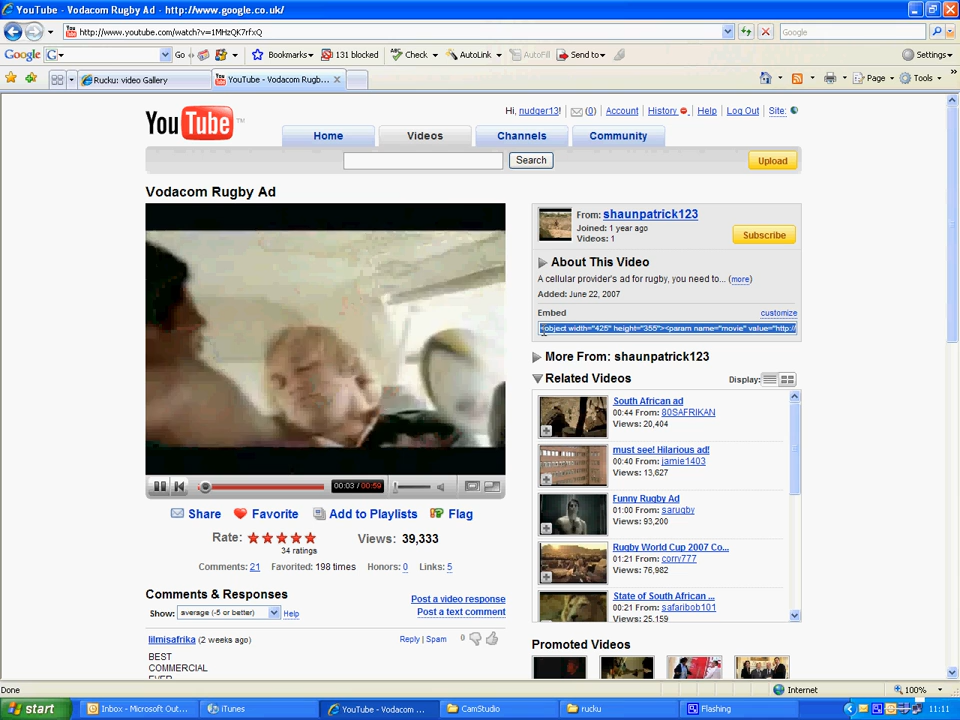 YouTube - Vodacom Rugby Ad - http://www.google.co.uk/
http://www.youtube.com/watch?v=1MHzQK7rfxQ
Google
Google
Go
Bookmarks
131 blocked
Check
AutoLink
AutoFill
Send to
Settings
Rucku: video Gallery
YouTube - Vodacom Rugb...
Page
Tools
YouTube TM
Hi, nudger13! (0) Account History Help Log Out Site:
Home Videos Channels Community
Search
Upload
Vodacom Rugby Ad
From: shaunpatrick123
Joined: 1 year ago
Videos: 1
Subscribe
About This Video
A cellular provider's ad for rugby, you need to... (more)
Added: June 22, 2007
Embed customize
<object width="425" height="355"><param name="movie" value="http://
More From: shaunpatrick123
Related Videos Display:
South African ad
00:44 From: 80SAFRIKAN
Views: 20,404
must see! Hilarious ad!
00:40 From: jamie1403
Views: 13,627
Funny Rugby Ad
01:00 From: sarugby
Views: 93,200
Rugby World Cup 2007 Co...
01:21 From: corry777
Views: 76,982
State of South African ...
00:21 From: safaribob101
Views: 25,159
Promoted Videos
00:03 / 00:59
Share Favorite Add to Playlists Flag
Rate: 34 ratings Views: 39,333
Comments: 21 Favorited: 198 times Honors: 0 Links: 5
Comments & Responses
Post a video response
Post a text comment
Show: average (-5 or better) Help
lilmisafrika (2 weeks ago) Reply | Spam 0
BEST
COMMERCIAL
EVER
Done
Internet
100%
start
Inbox - Microsoft Out...
iTunes
YouTube - Vodacom ...
CamStudio
rucku
Flashing
11:11